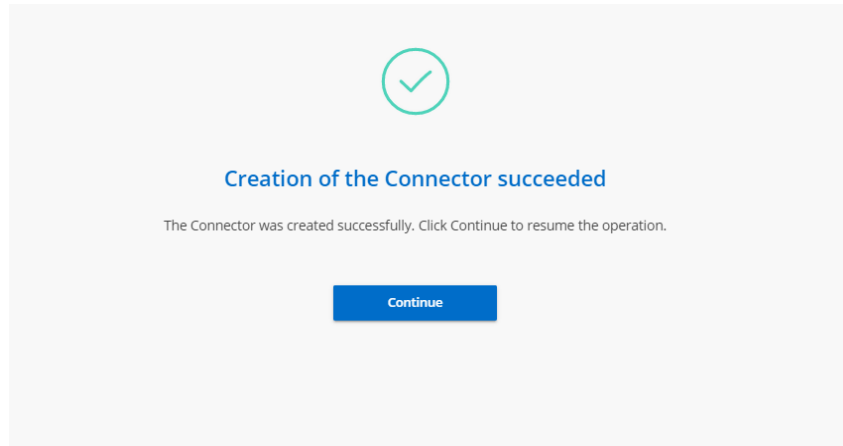 Creation of the Connector succeeded
The Connector was created successfully. Click Continue to resume the operation.
Continue